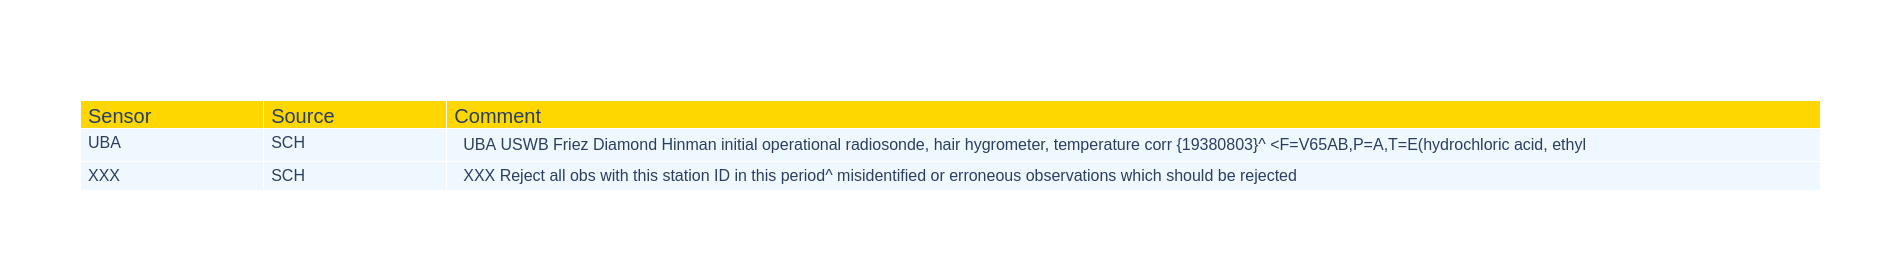 Sensor Source Comment
UBA SCH UBA USWB Friez Diamond Hinman initial operational radiosonde, hair hygrometer, temperature corr {19380803}^ <F=V65AB,P=A,T=E(hydrochloric acid, ethyl
XXX SCH XXX Reject all obs with this station ID in this period^ misidentified or erroneous observations which should be rejected